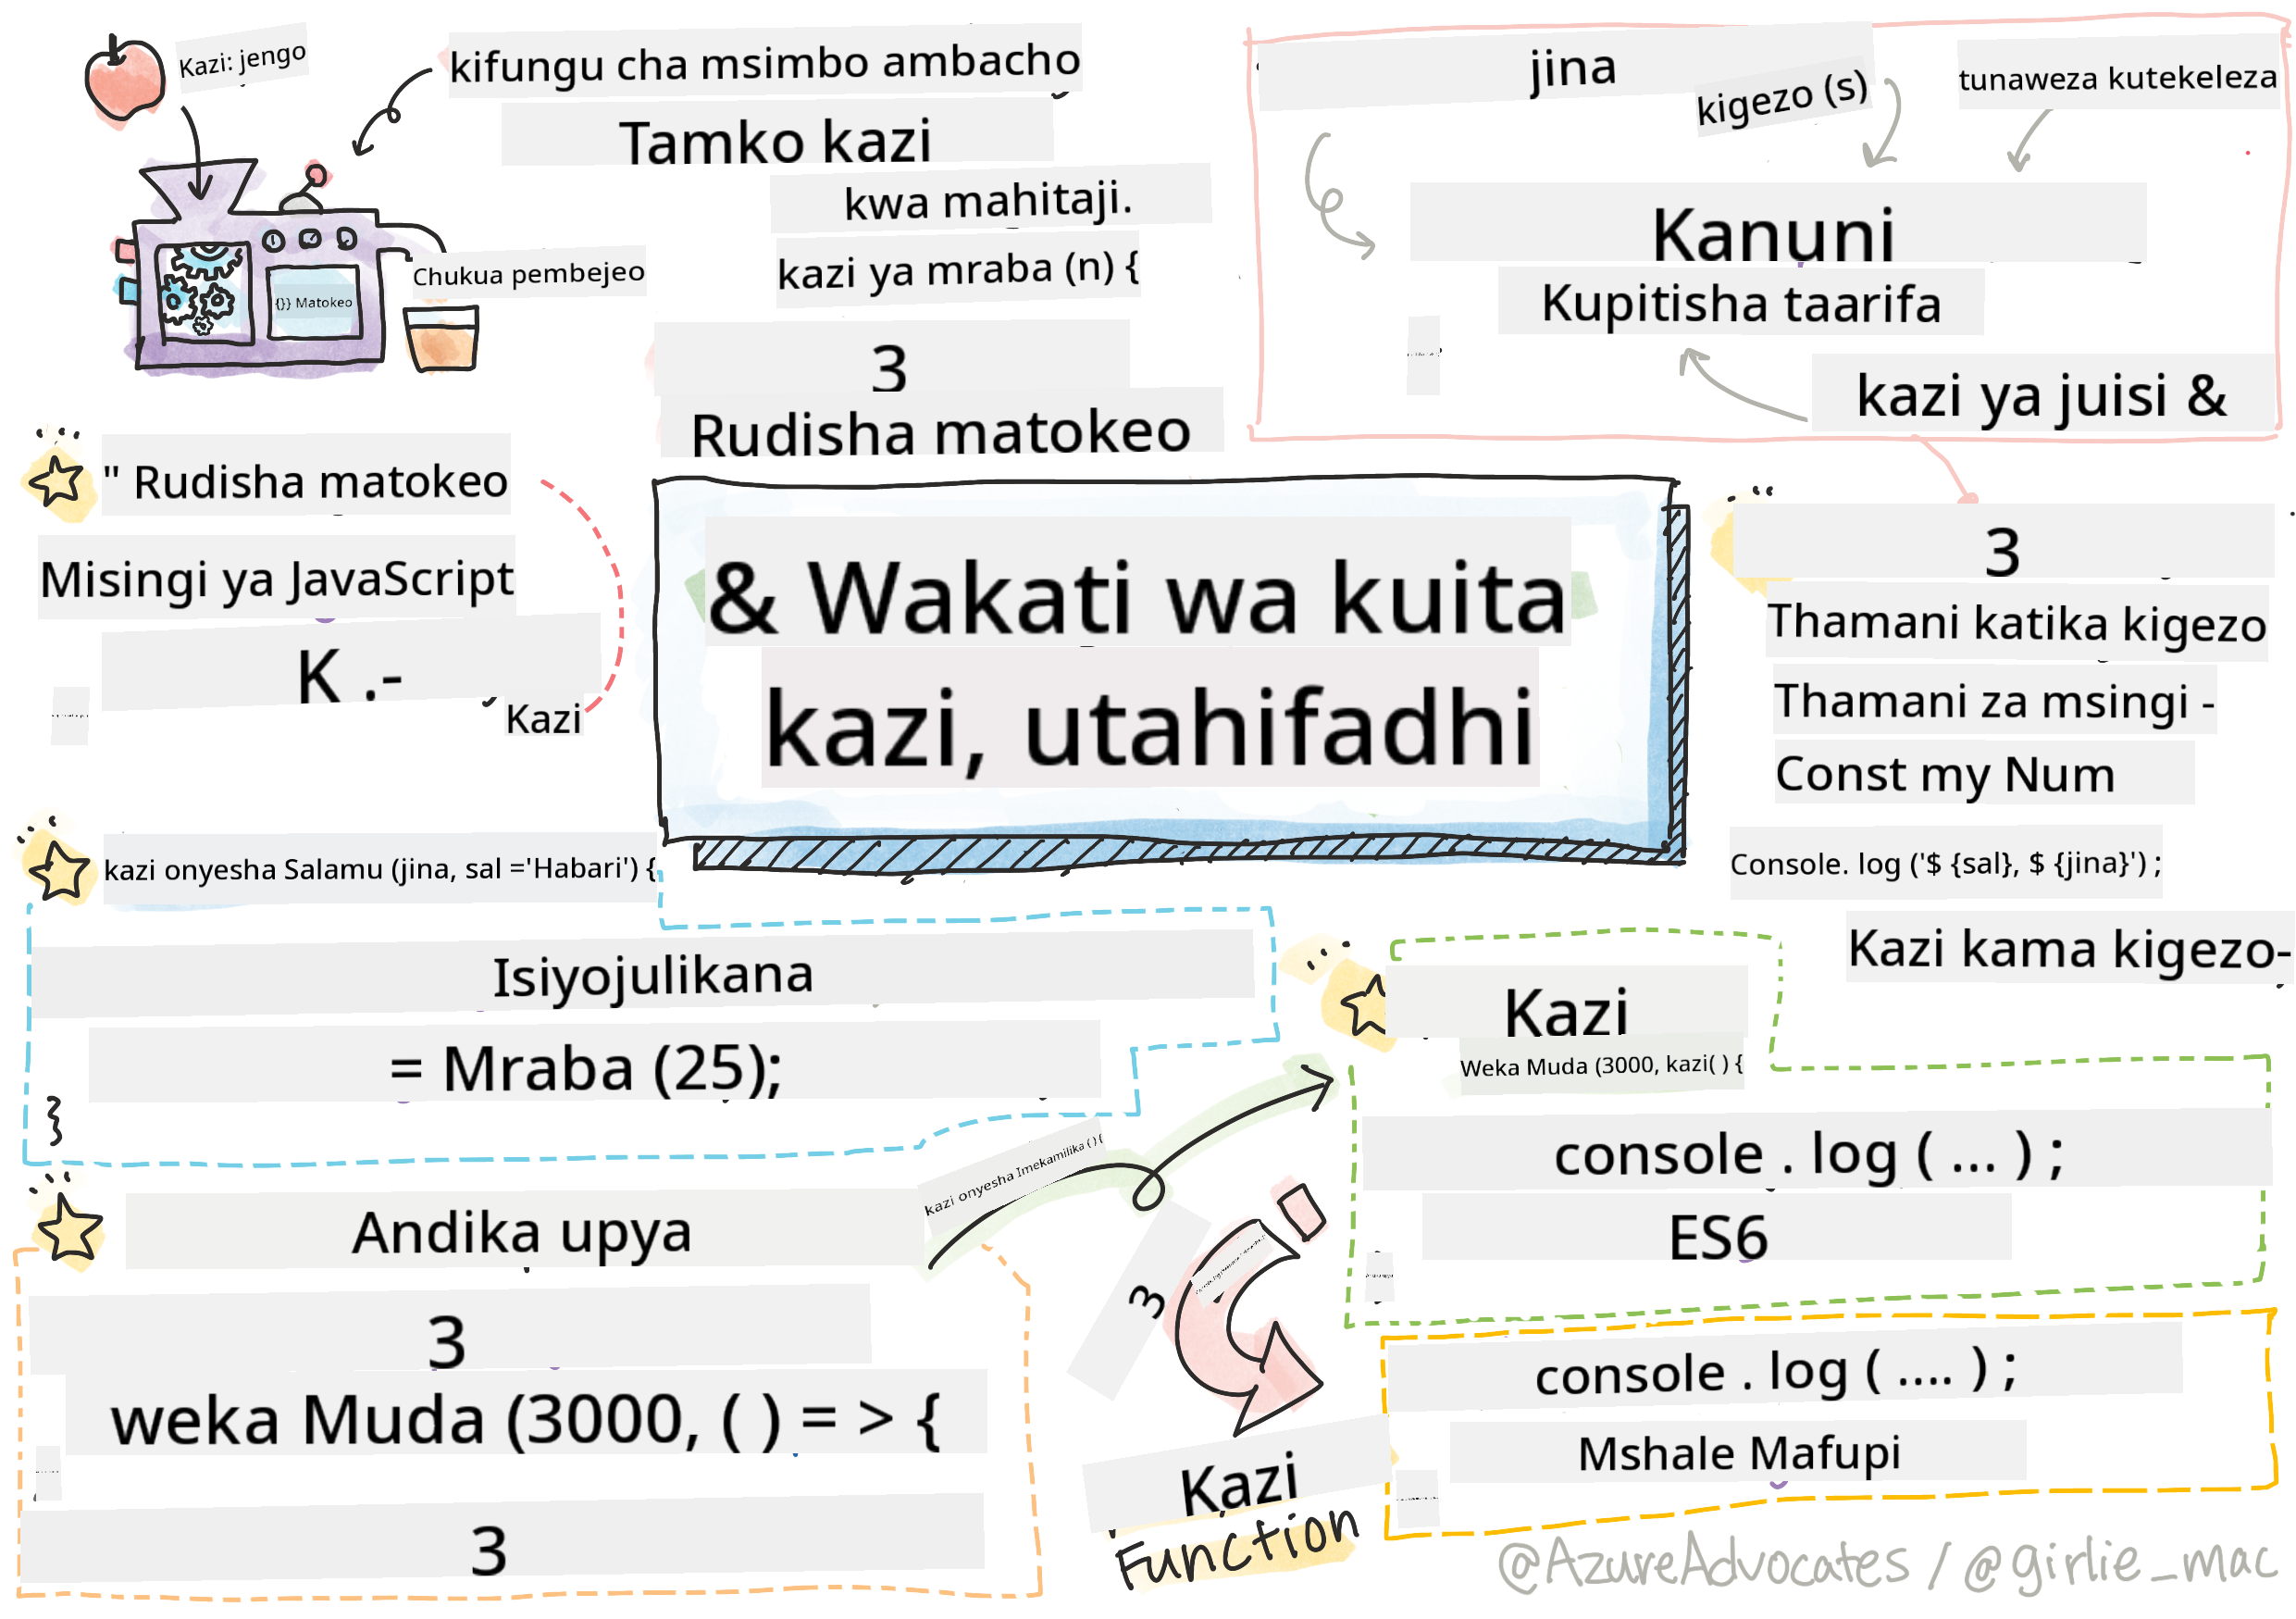 Kazi: jengo
kifungu cha msimbo ambacho
Tamko kazi
kwa mahitaji.
kazi ya mraba (n) {
Chukua pembejeo
{}} Matokeo
3
Rudisha matokeo
jina
kigezo (s)
tunaweza kutekeleza
Kanuni
Kupitisha taarifa
kazi ya juisi &
" Rudisha matokeo
Misingi ya JavaScript
K .-
Kazi
& Wakati wa kuita
kazi, utahifadhi
3
Thamani katika kigezo
Thamani za msingi -
Const my Num
Console. log ('$ {sal}, $ {jina}') ;
Kazi kama kigezo-
kazi onyesha Salamu (jina, sal ='Habari') {
Isiyojulikana
= Mraba (25);
}
Kazi
Weka Muda (3000, kazi( ) {
console . log ( ... ) ;
ES6
kazi onyesha Imekamilika ( ) {
Andika upya
3
weka Muda (3000, ( ) = > {
3
3
Kazi
Function
console . log ( .... ) ;
Mshale Mafupi
@AzureAdvocates / @girlie_mac